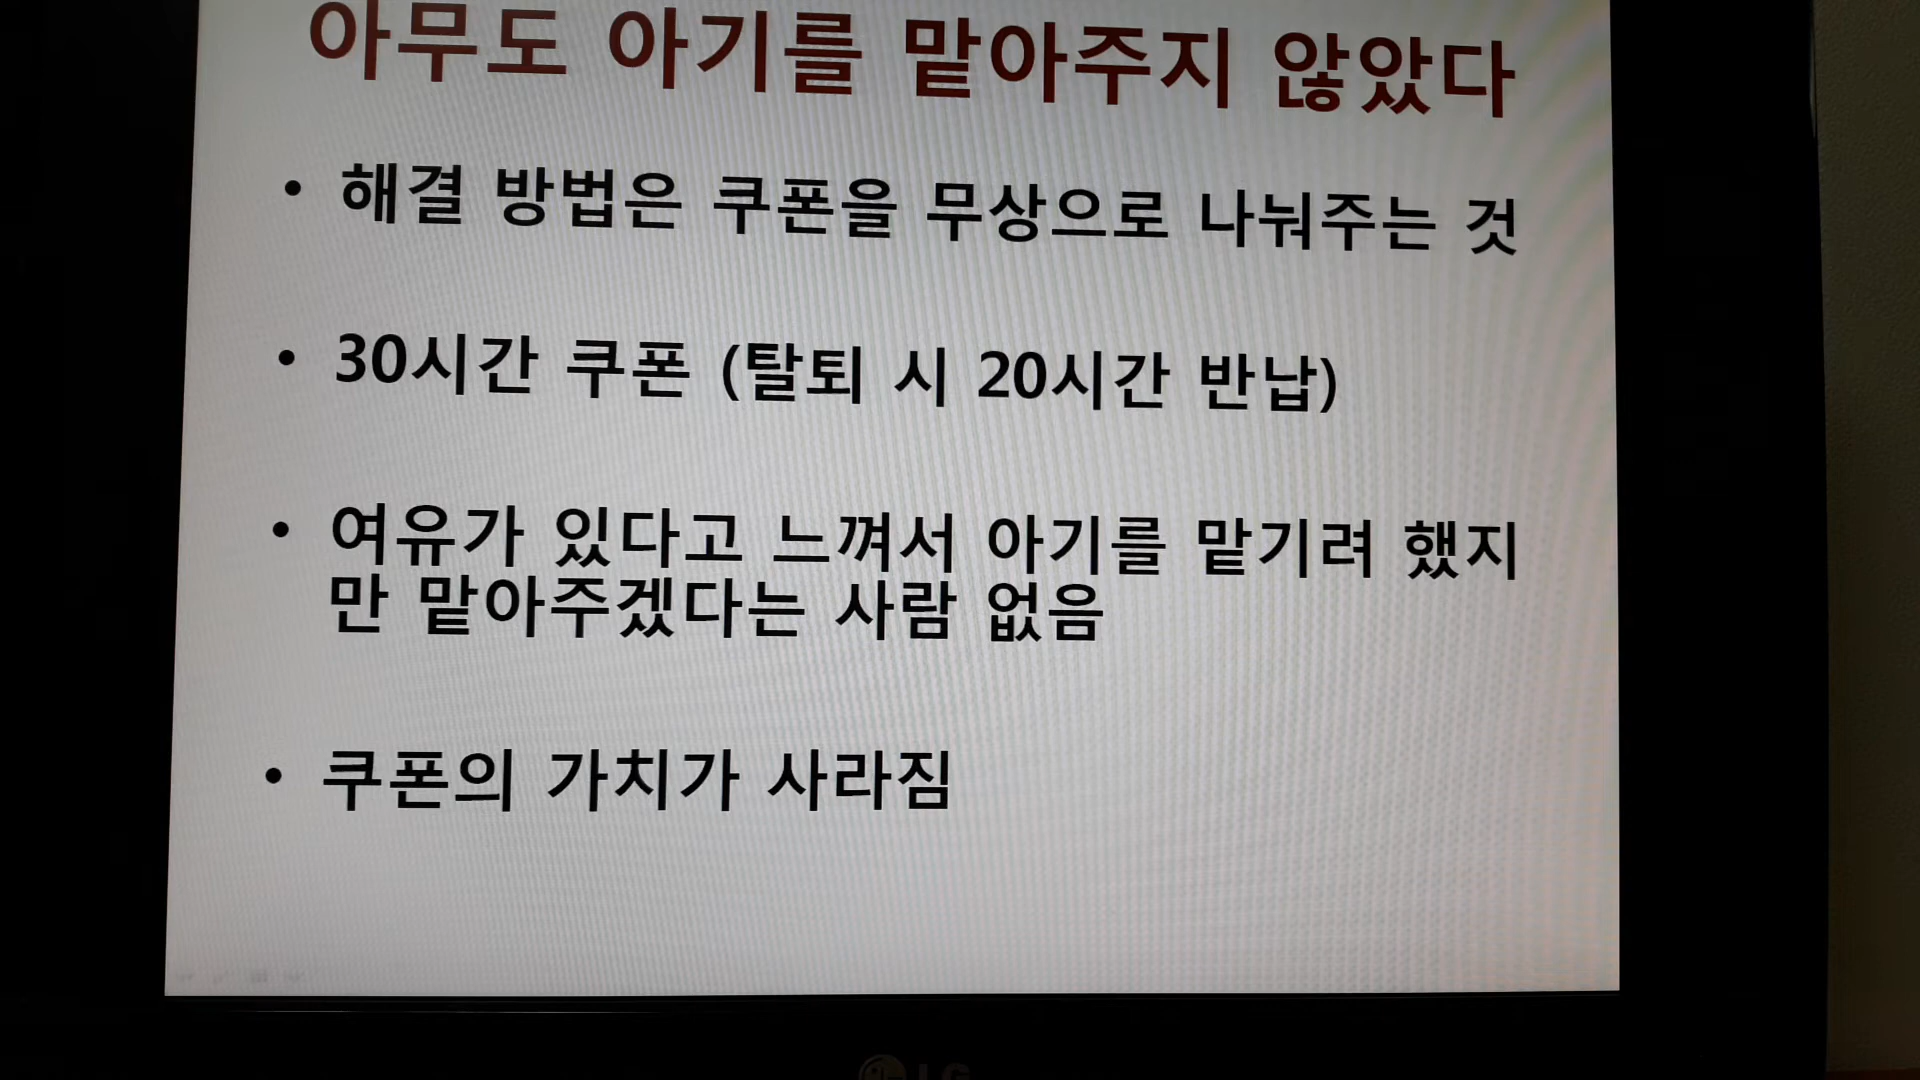 아무도 아기를 맡아주지 않았다
• 해결 방법은 쿠폰을 무상으로 나눠주는 것
• 30시간 쿠폰 (탈퇴 시 20시간 반납)
• 여유가 있다고 느껴서 아기를 맡기려 했지
만 맡아주겠다는 사람 없음
• 쿠폰의 가치가 사라짐
LG